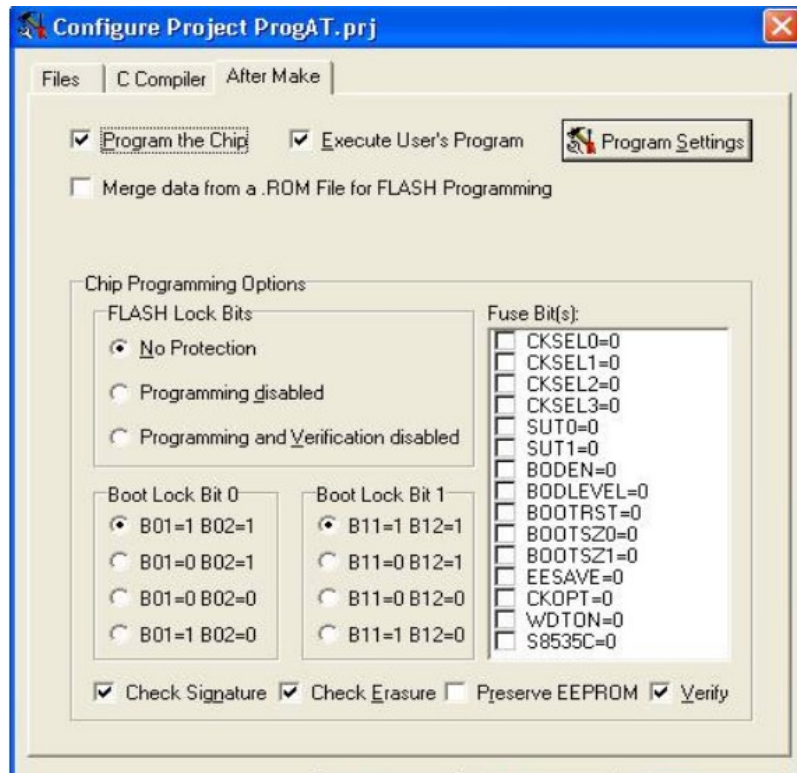 Configure Project ProgAT.prj
Files C Compiler After Make
Program the Chip Execute User's Program Program Settings
Merge data from a .ROM File for FLASH Programming
Chip Programming Options
FLASH Lock Bits
No Protection
Programming disabled
Programming and Verification disabled
Fuse Bit(s):
CKSEL0=0
CKSEL1=0
CKSEL2=0
CKSEL3=0
SUT0=0
SUT1=0
BODEN=0
BODLEVEL=0
BOOTRST=0
BOOTSZ0=0
BOOTSZ1=0
EESAVE=0
CKOPT=0
WDTON=0
S8535C=0
Boot Lock Bit 0
B01=1 B02=1
B01=0 B02=1
B01=0 B02=0
B01=1 B02=0
Boot Lock Bit 1
B11=1 B12=1
B11=0 B12=1
B11=0 B12=0
B11=1 B12=0
Check Signature Check Erasure Preserve EEPROM Verify